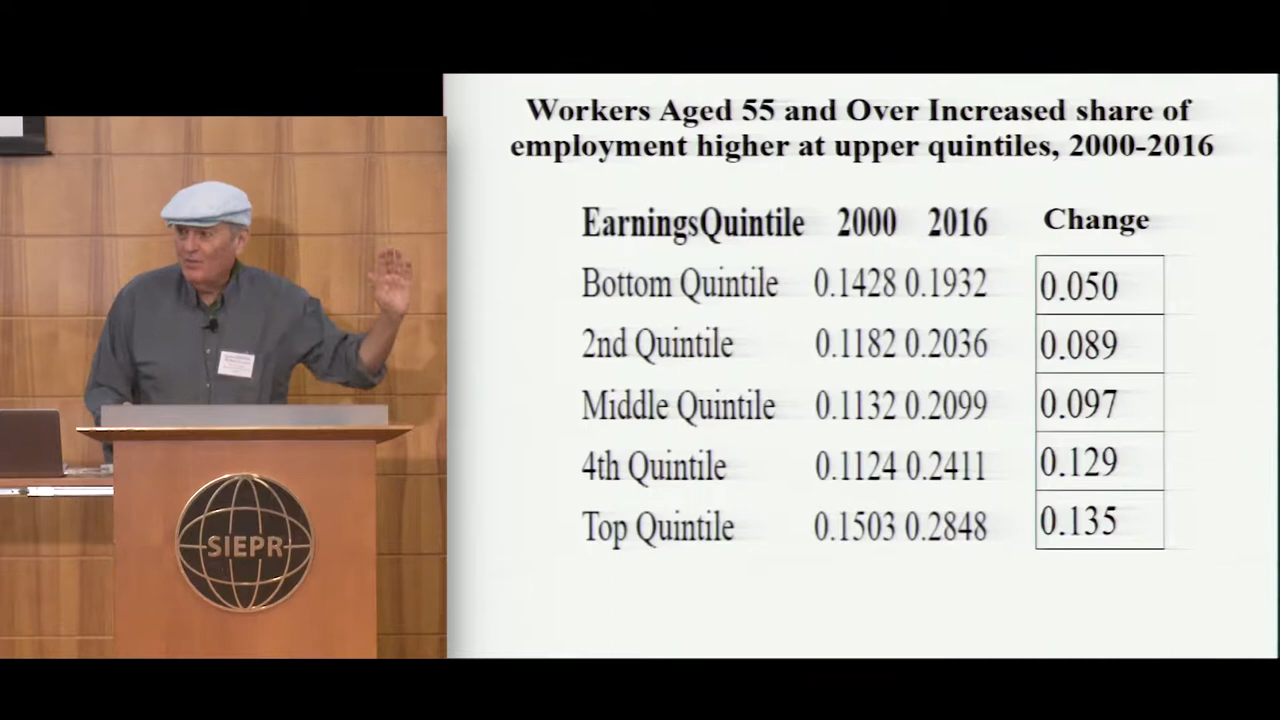 Workers Aged 55 and Over Increased share of
employment higher at upper quintiles, 2000-2016
EarningsQuintile 2000 2016 Change
Bottom Quintile 0.1428 0.1932 0.050
2nd Quintile 0.1182 0.2036 0.089
Middle Quintile 0.1132 0.2099 0.097
4th Quintile 0.1124 0.2411 0.129
Top Quintile 0.1503 0.2848 0.135
SIEPR